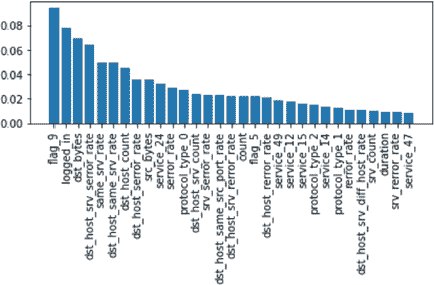 0.08
0.06
0.04
0.02
0.00
flag_9
logged_in
dst_bytes
dst_host_srv_serror_rate
same_srv_rate
dst_host_same_srv_rate
dst_host_count
dst_host_serror_rate
src_bytes
service_24
serror_rate
protocol_type_0
dst_host_srv_count
srv_serror_rate
dst_host_same_src_port_rate
dst_host_srv_rerror_rate
count
flag_5
dst_host_rerror_rate
service_49
service_12
service_15
protocol_type_2
service_14
protocol_type_1
rerror_rate
dst_host_srv_diff_host_rate
srv_count
duration
srv_rerror_rate
service_47